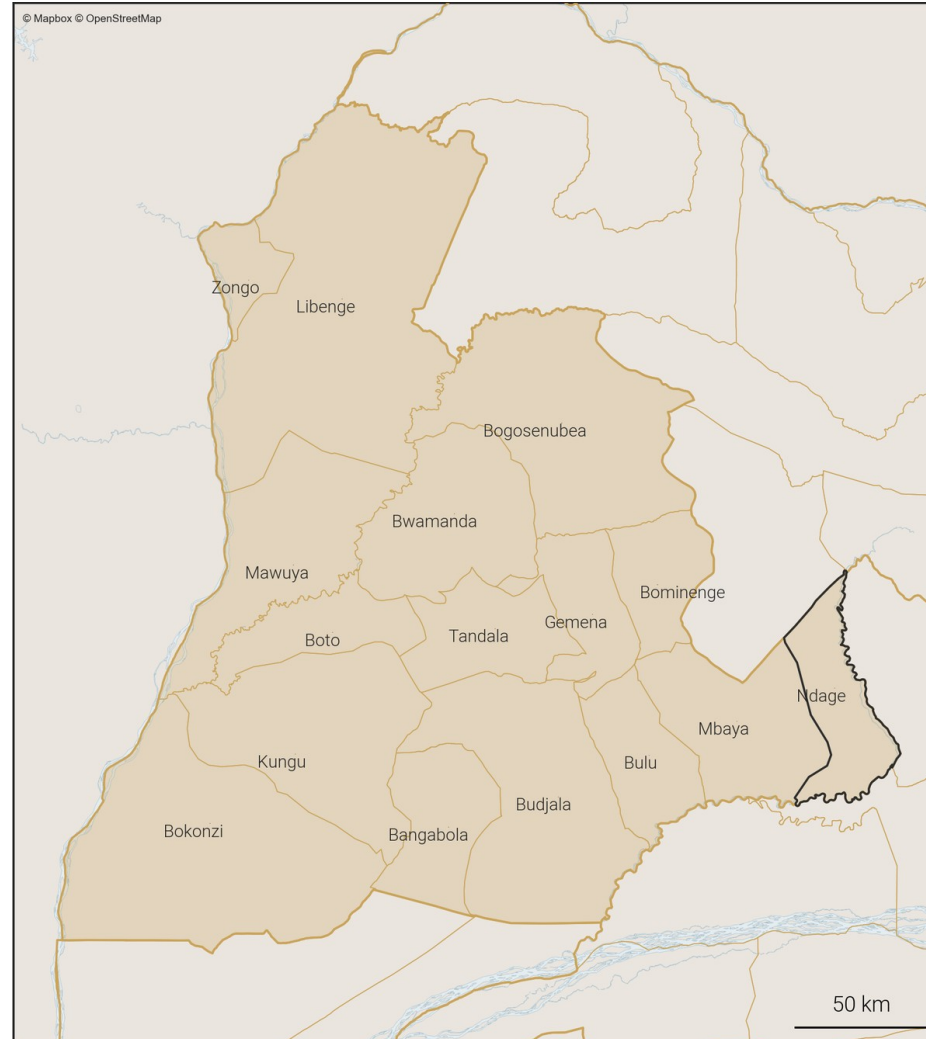 © Mapbox © OpenStreetMap
Zongo
Libenge
Bogosenubea
Bwamanda
Mawuya
Bominenge
Gemena
Tandala
Boto
Ndage
Mbaya
Kungu
Bulu
Budjala
Bokonzi
Bangabola
50 km